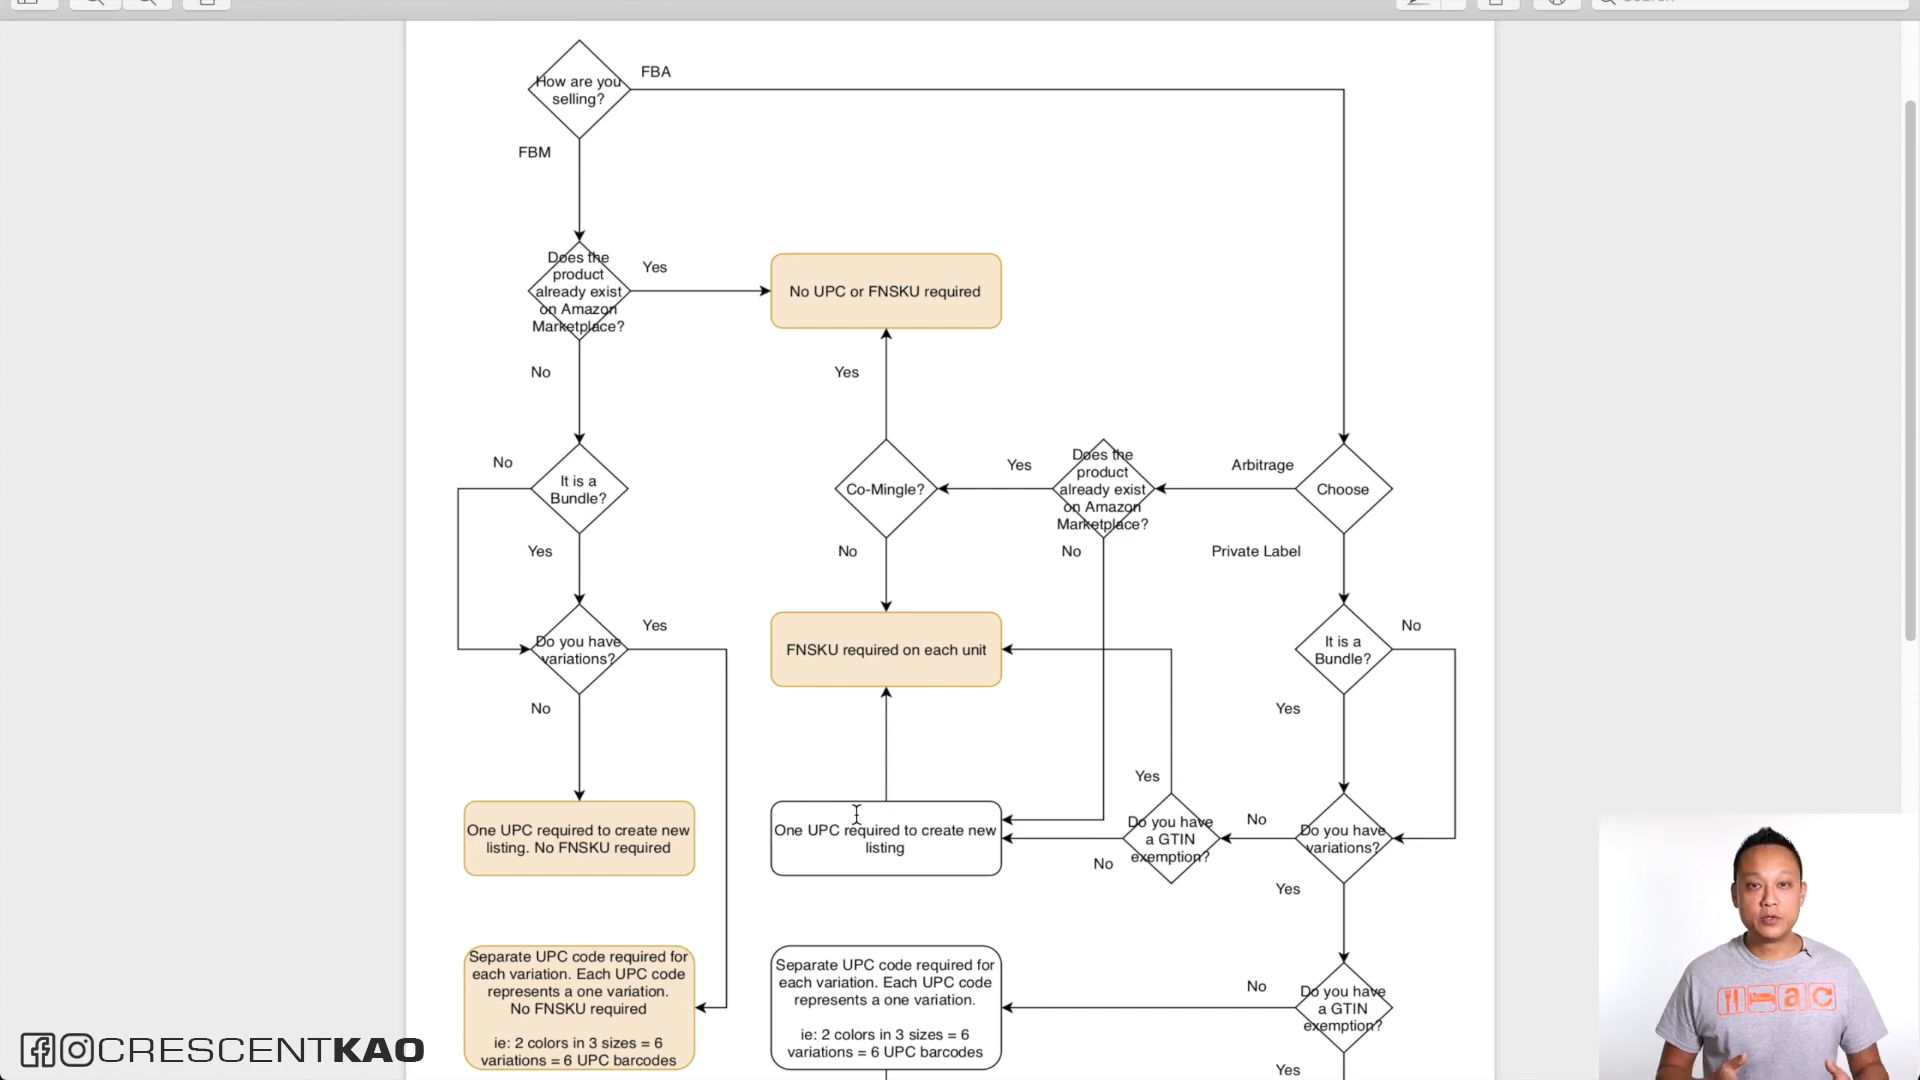 How are you
selling?
FBA
FBM
Does the
product
already exist
on Amazon
Marketplace?
Yes
No UPC or FNSKU required
No
Yes
No
It is a
Bundle?
Yes
Co-Mingle?
No
Yes
Does the
product
already exist
on Amazon
Marketplace?
No
Arbitrage
Choose
Private Label
Do you have
variations?
Yes
No
FNSKU required on each unit
It is a
Bundle?
No
Yes
One UPC required to create new
listing. No FNSKU required
One UPC required to create new
listing
Yes
Do you have
a GTIN
exemption?
No
No
Do you have
variations?
Yes
Separate UPC code required for
each variation. Each UPC code
represents a one variation.
No FNSKU required
ie: 2 colors in 3 sizes = 6
variations = 6 UPC barcodes
Separate UPC code required for
each variation. Each UPC code
represents a one variation.
ie: 2 colors in 3 sizes = 6
variations = 6 UPC barcodes
No
Do you have
a GTIN
exemption?
Yes
CRESCENTKAO
ac